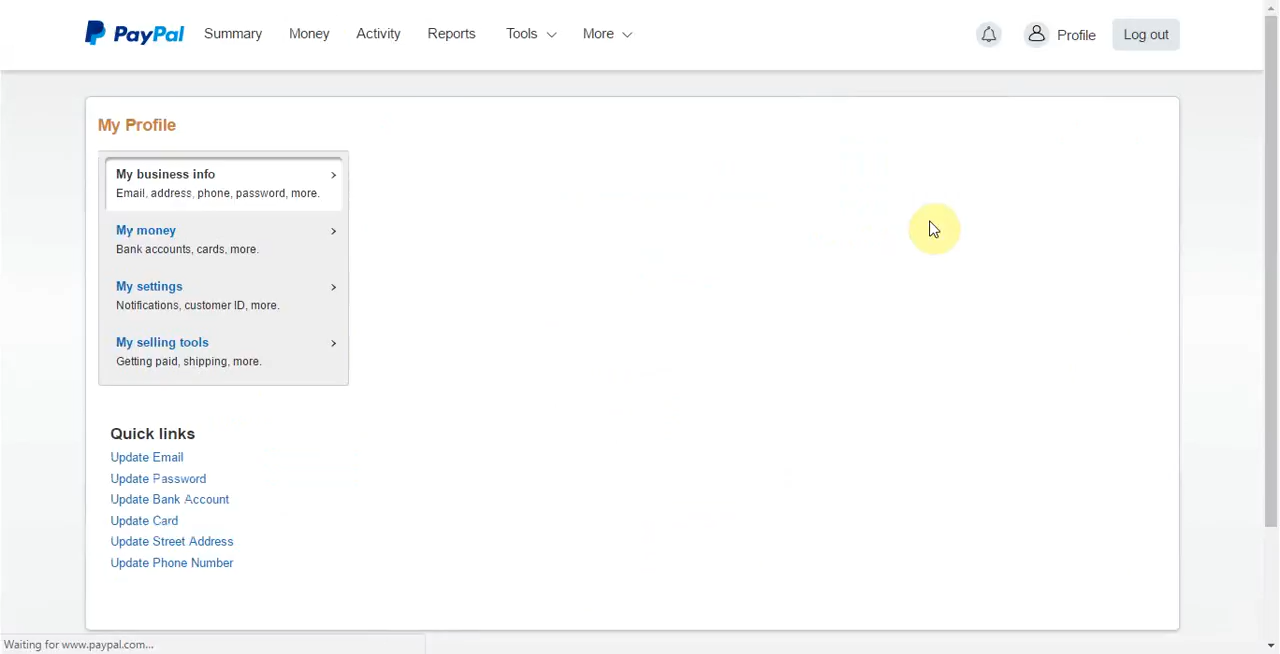 PayPal Summary Money Activity Reports Tools More Profile Log out
My Profile
My business info
Email, address, phone, password, more.
My money
Bank accounts, cards, more.
My settings
Notifications, customer ID, more.
My selling tools
Getting paid, shipping, more.
Quick links
Update Email
Update Password
Update Bank Account
Update Card
Update Street Address
Update Phone Number
Waiting for www.paypal.com...